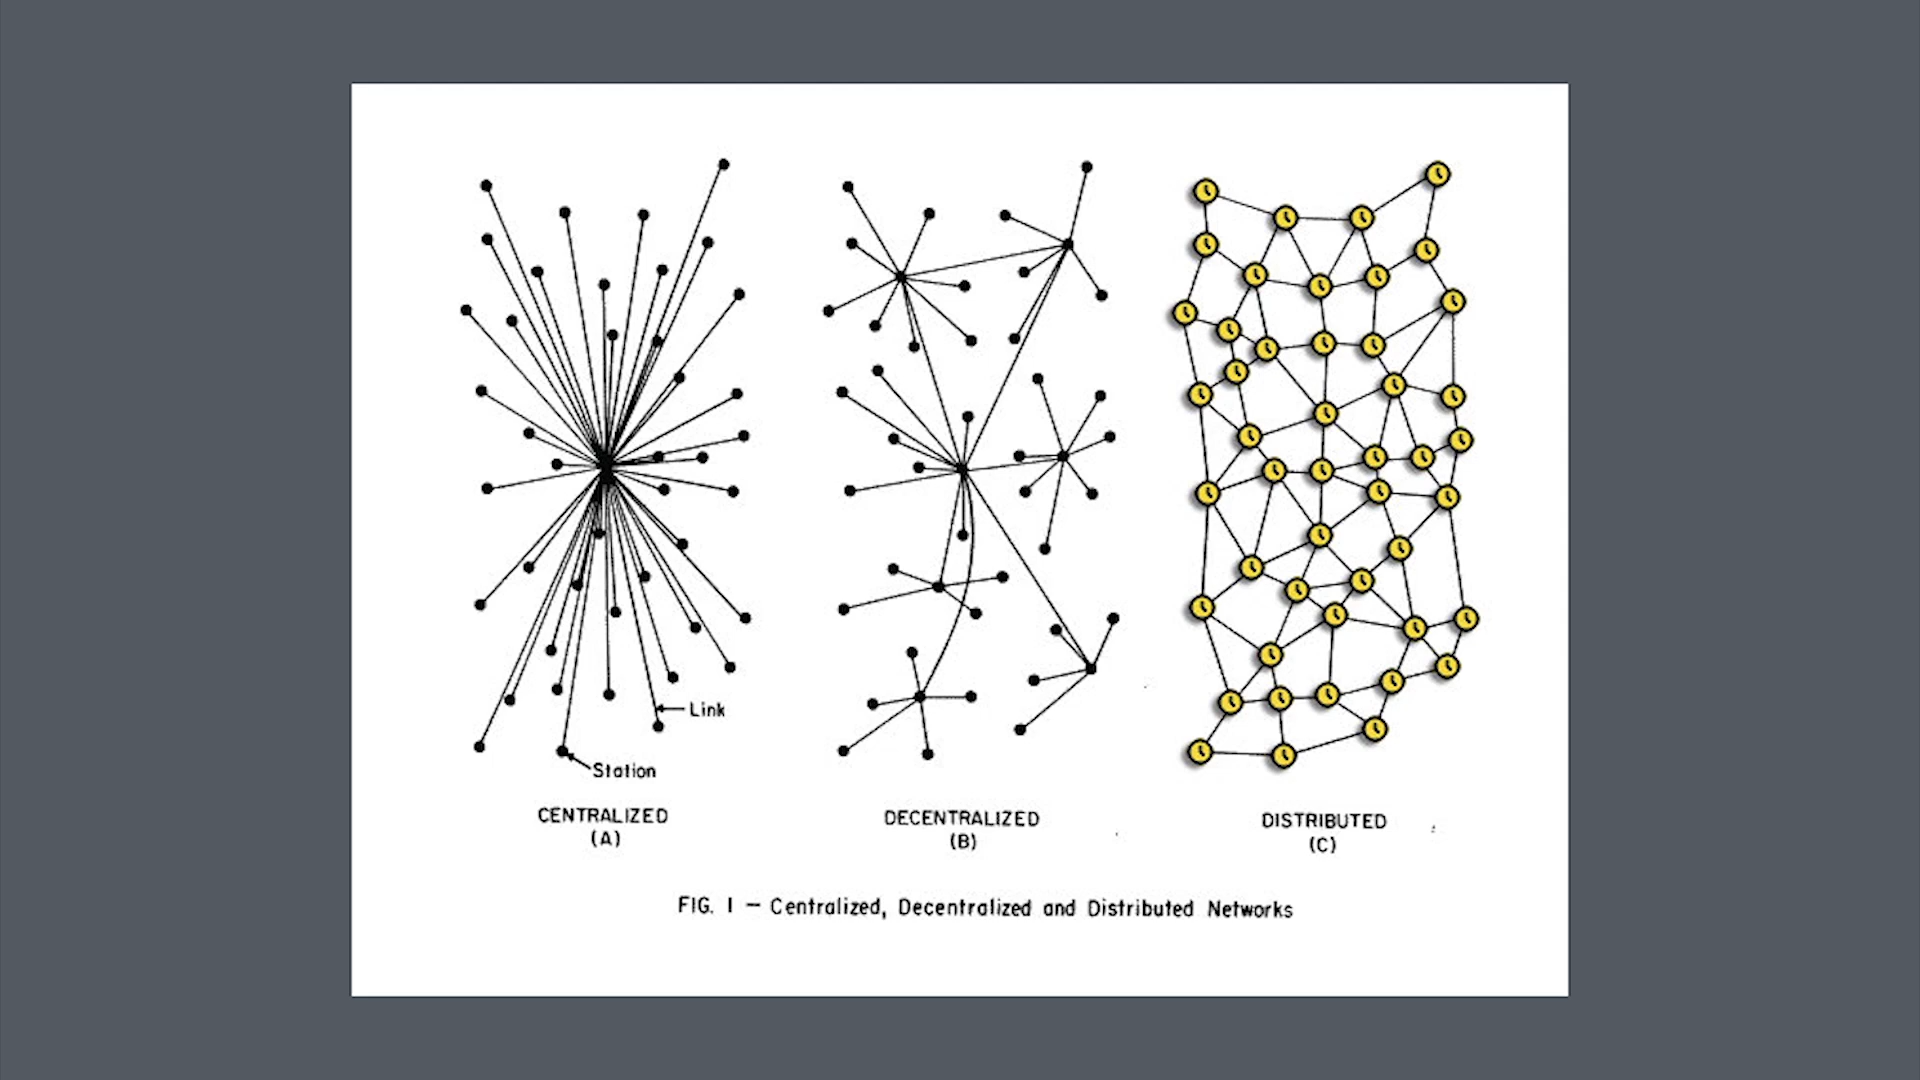 Link
Station
CENTRALIZED
(A)
DECENTRALIZED
(B)
DISTRIBUTED
(C)
FIG. I — Centralized, Decentralized and Distributed Networks